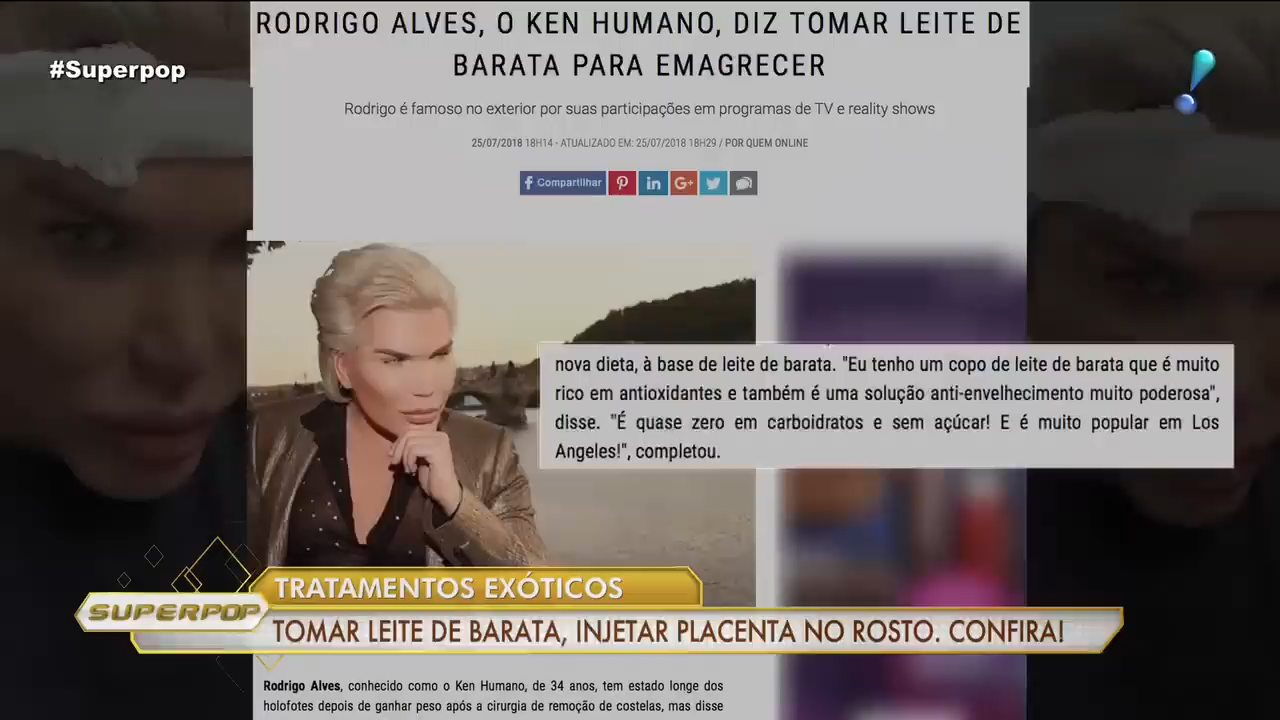 RODRIGO ALVES, O KEN HUMANO, DIZ TOMAR LEITE DE
BARATA PARA EMAGRECER
#Superpop
Rodrigo é famoso no exterior por suas participações em programas de TV e reality shows
25/07/2018 18H14 - ATUALIZADO EM: 25/07/2018 18H29 / POR QUEM ONLINE
Compartilhar
nova dieta, à base de leite de barata. "Eu tenho um copo de leite de barata que é muito
rico em antioxidantes e também é uma solução anti-envelhecimento muito poderosa",
disse. "É quase zero em carboidratos e sem açúcar! E é muito popular em Los
Angeles!", completou.
TRATAMENTOS EXÓTICOS
SUPERPOP
TOMAR LEITE DE BARATA, INJETAR PLACENTA NO ROSTO. CONFIRA!
Rodrigo Alves, conhecido como o Ken Humano, de 34 anos, tem estado longe dos
holofotes depois de ganhar peso após a cirurgia de remoção de costelas, mas disse